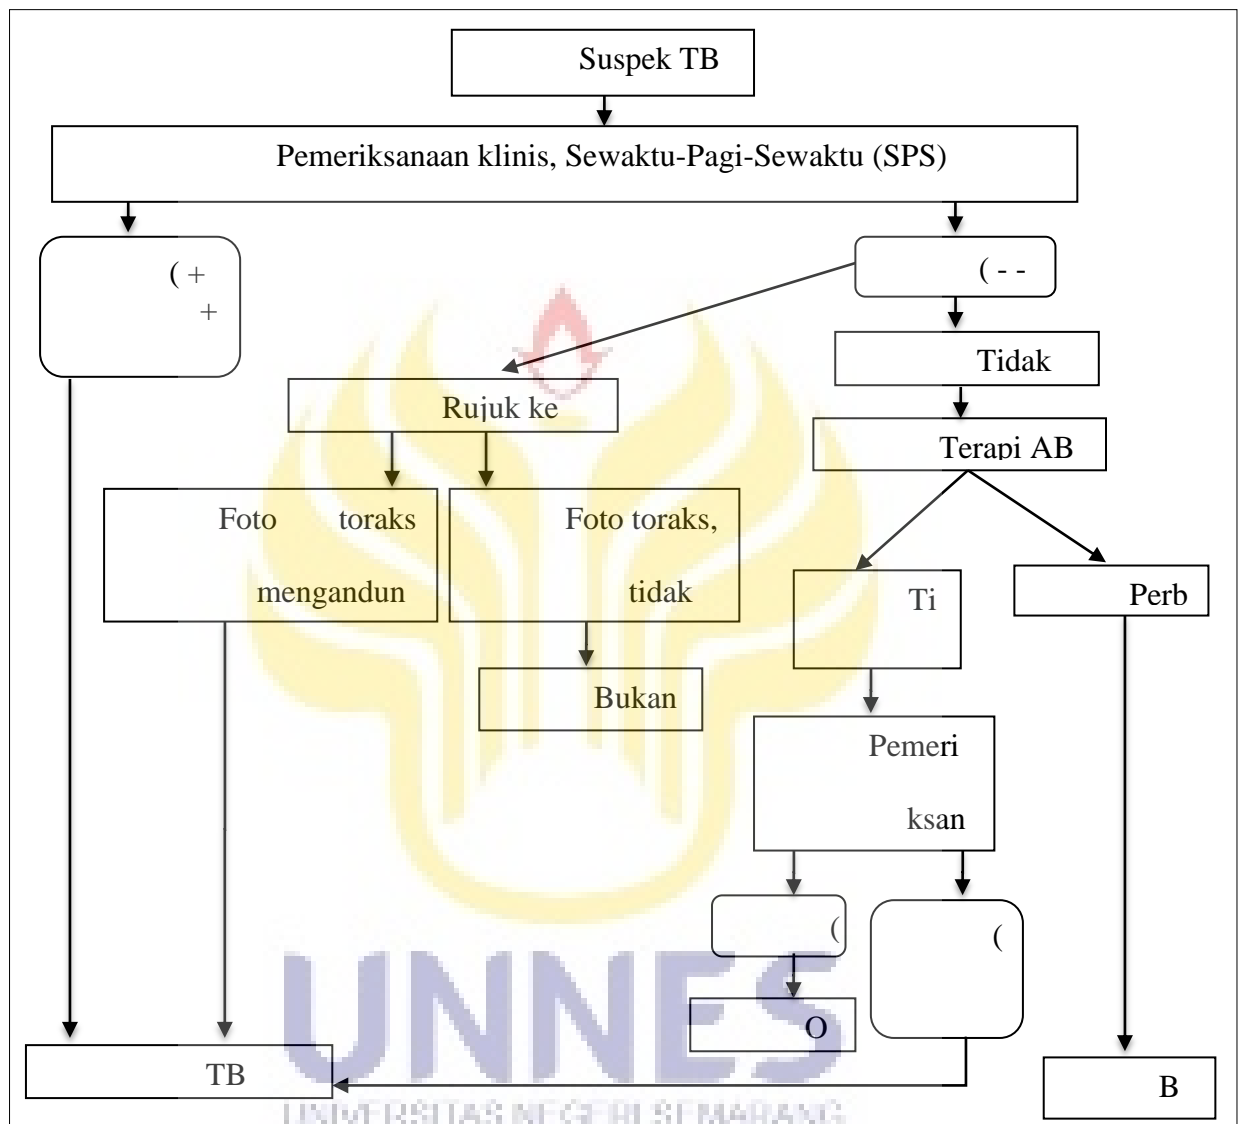 Suspek TB
Pemeriksanaan klinis, Sewaktu-Pagi-Sewaktu (SPS)
( +
+
( - -
Tidak
Rujuk ke
Terapi AB
Foto toraks
mengandun
Foto toraks,
tidak
Ti
Perb
Bukan
Pemeri
ksan
(
(
O
TB
B
UNNES
UNIVERSITAS NEGERI SEMARANG